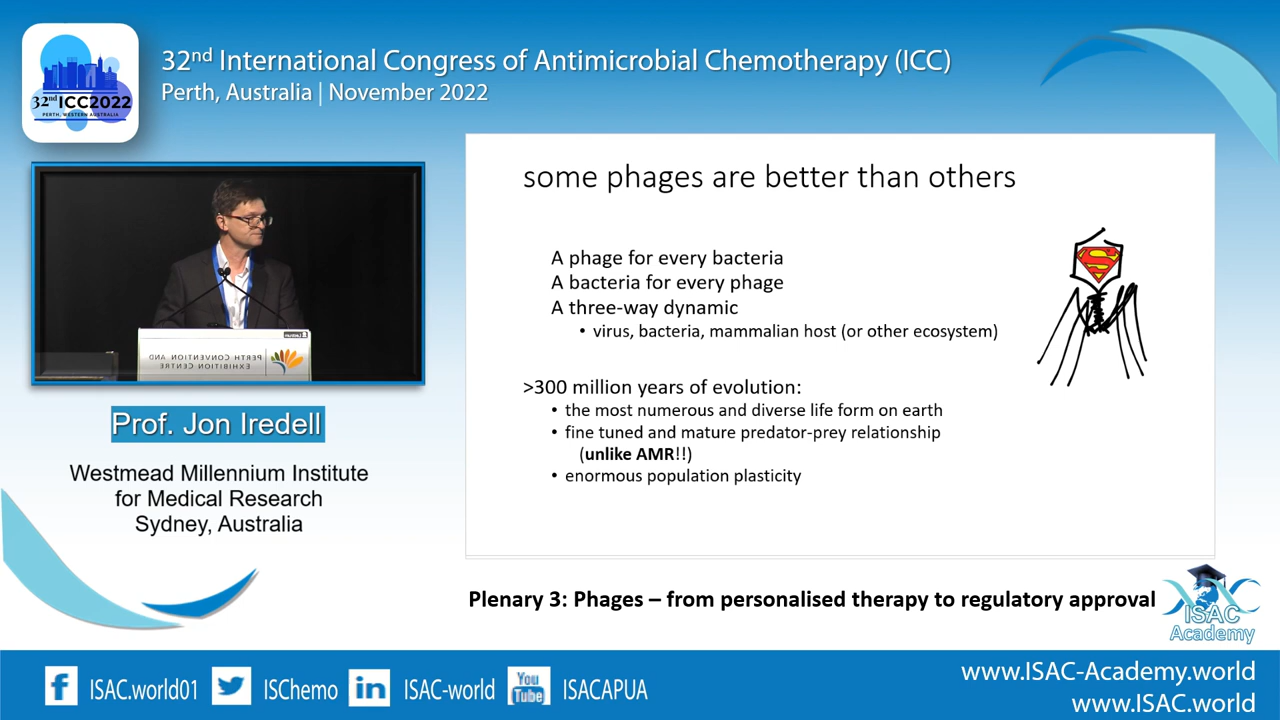 32nd International Congress of Antimicrobial Chemotherapy (ICC)
Perth, Australia | November 2022
32nd ICC2022
PERTH, WESTERN AUSTRALIA
PERTH CONVENTION AND
EXHIBITION CENTRE
Prof. Jon Iredell
Westmead Millennium Institute
for Medical Research
Sydney, Australia
some phages are better than others
A phage for every bacteria
A bacteria for every phage
A three-way dynamic
• virus, bacteria, mammalian host (or other ecosystem)
>300 million years of evolution:
• the most numerous and diverse life form on earth
• fine tuned and mature predator-prey relationship
(unlike AMR!!)
• enormous population plasticity
S
Plenary 3: Phages – from personalised therapy to regulatory approval
ISAC
Academy
f ISAC.world01
ISChemo
in ISAC-world
You
Tube ISACAPUA
www.ISAC-Academy.world
www.ISAC.world